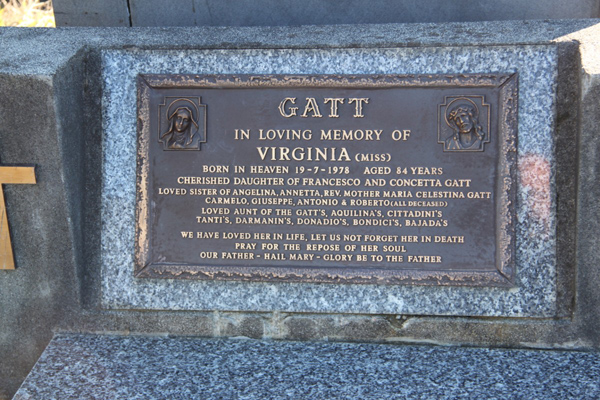 GATT
IN LOVING MEMORY OF
VIRGINIA (MISS)
BORN IN HEAVEN 19-7-1978 AGED 84 YEARS
CHERISHED DAUGHTER OF FRANCESCO AND CONCETTA GATT
LOVED SISTER OF ANGELINA, ANNETTA, REV. MOTHER MARIA CELESTINA GATT
CARMELO, GIUSEPPE, ANTONIO & ROBERTO (ALL DECEASED)
LOVED AUNT OF THE GATT'S, AQUILINA'S, CITTADINI'S
TANTI'S, DARMANIN'S, DONADIO'S, BONDICI'S, BAJADA'S
WE HAVE LOVED HER IN LIFE, LET US NOT FORGET HER IN DEATH
PRAY FOR THE REPOSE OF HER SOUL
OUR FATHER - HAIL MARY - GLORY BE TO THE FATHER